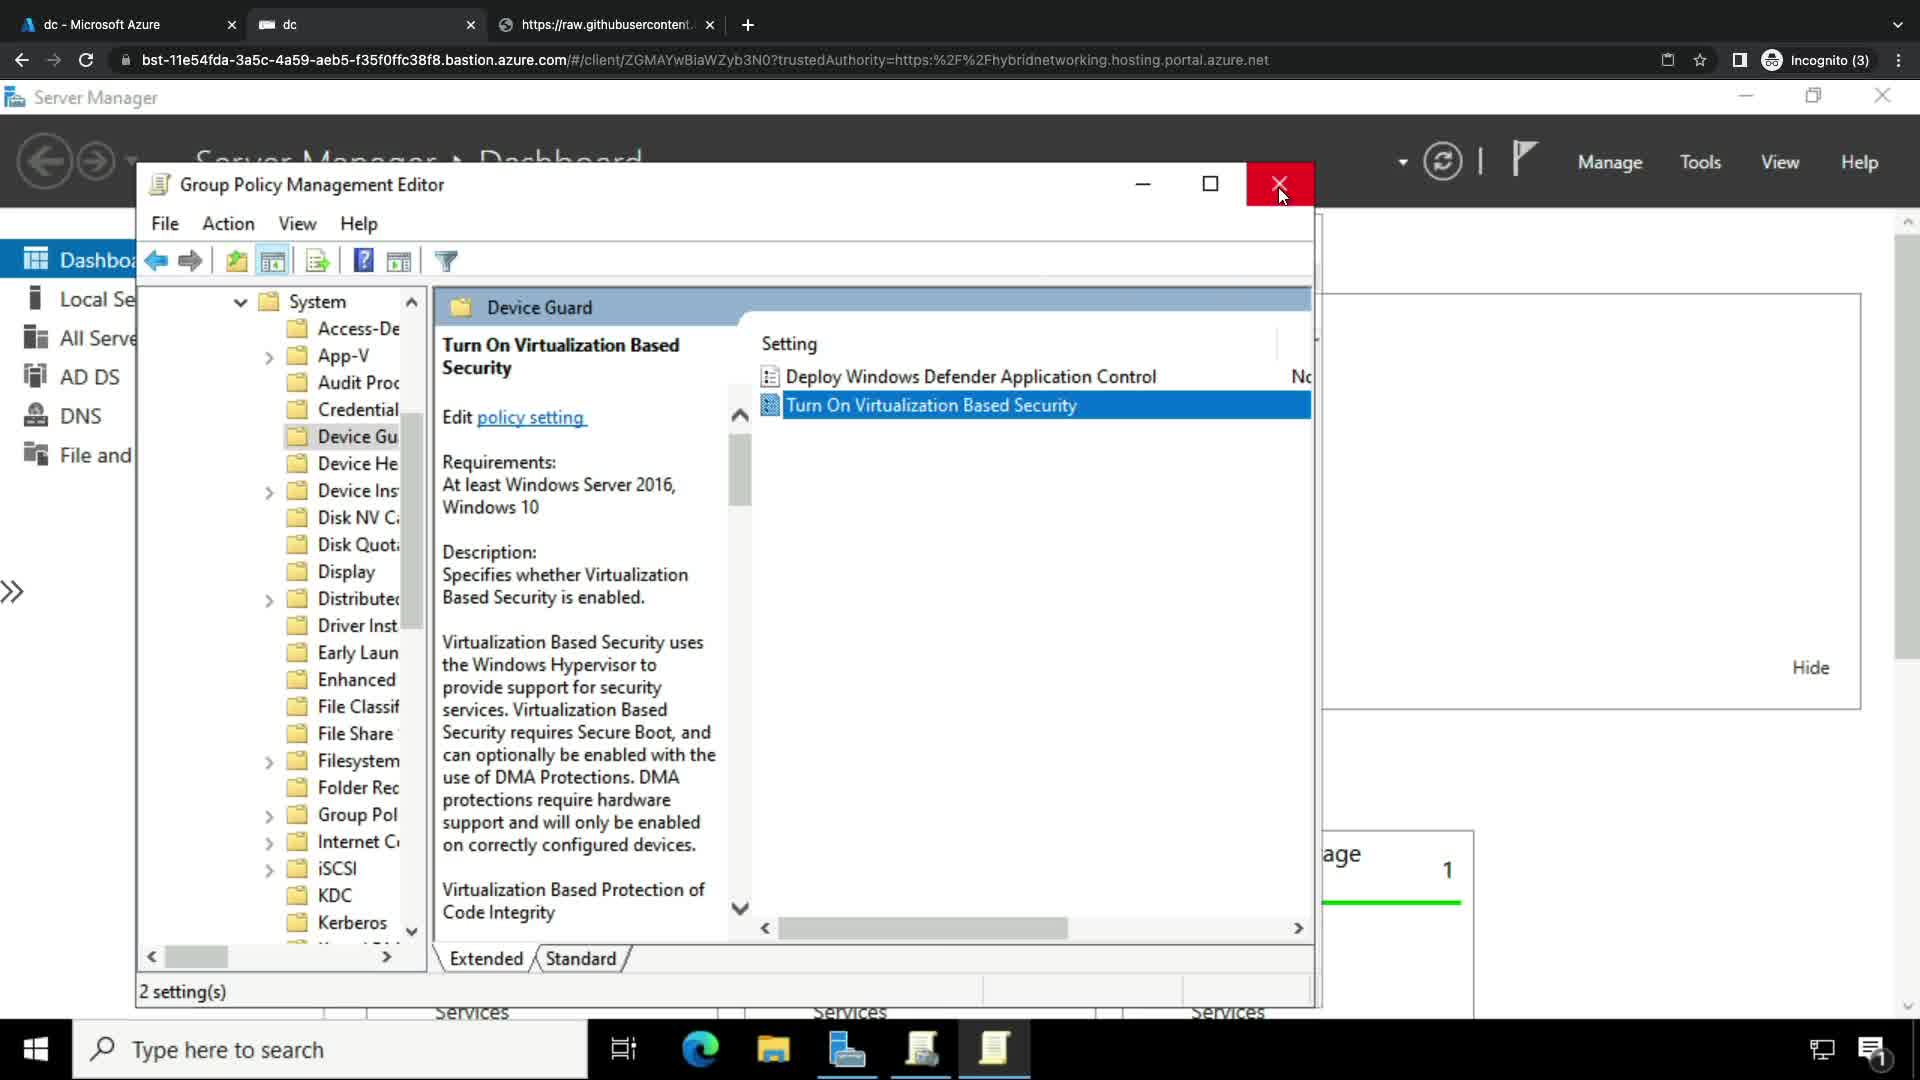 dc - Microsoft Azure
dc
https://raw.githubusercontent.
bst-11e54fda-3a5c-4a59-aeb5-f35f0ffc38f8.bastion.azure.com/#/client/ZGMAYwBiaWZyb3N0?trustedAuthority=https:%2F%2Fhybridnetworking.hosting.portal.azure.net
Incognito (3)
Server Manager
Server Manager Dashboard
Manage Tools View Help
Group Policy Management Editor
File Action View Help
Dashboa
Local Se
All Serve
AD DS
DNS
File and
System
Access-De
App-V
Audit Proc
Credential
Device Gu
Device He
Device Ins
Disk NV Ca
Disk Quota
Display
Distributed
Driver Inst
Early Laun
Enhanced
File Classif
File Share
Filesystem
Folder Red
Group Pol
Internet Co
iSCSI
KDC
Kerberos
Device Guard
Turn On Virtualization Based
Security
Edit policy setting
Requirements:
At least Windows Server 2016,
Windows 10
Description:
Specifies whether Virtualization
Based Security is enabled.
Virtualization Based Security uses
the Windows Hypervisor to
provide support for security
services. Virtualization Based
Security requires Secure Boot, and
can optionally be enabled with the
use of DMA Protections. DMA
protections require hardware
support and will only be enabled
on correctly configured devices.
Virtualization Based Protection of
Code Integrity
Setting
Deploy Windows Defender Application Control No
Turn On Virtualization Based Security
Extended Standard
2 setting(s)
Hide
age
1
Services Services Services
Type here to search
1